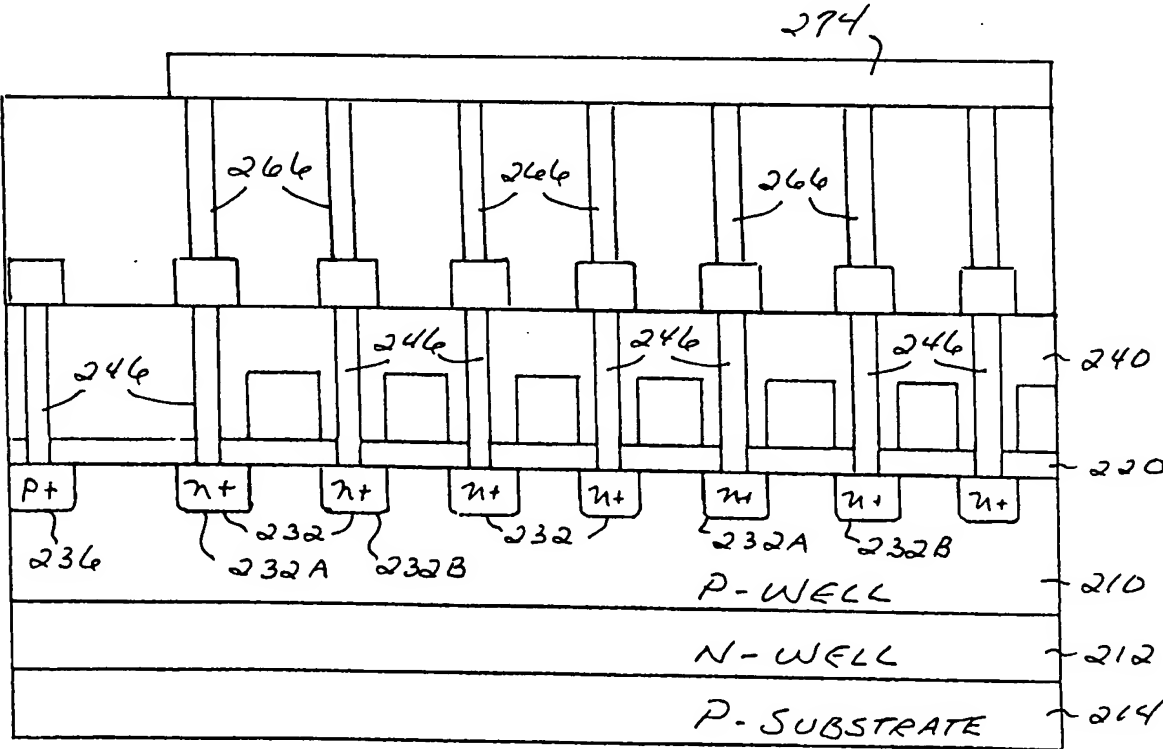 274
266 266 266
246 246 246 246
240
220
P+ n+ n+ n+ n+ n+ n+ n+
236 232A 232 232B 232 232A 232B
P-WELL 210
N-WELL 212
P-SUBSTRATE 214